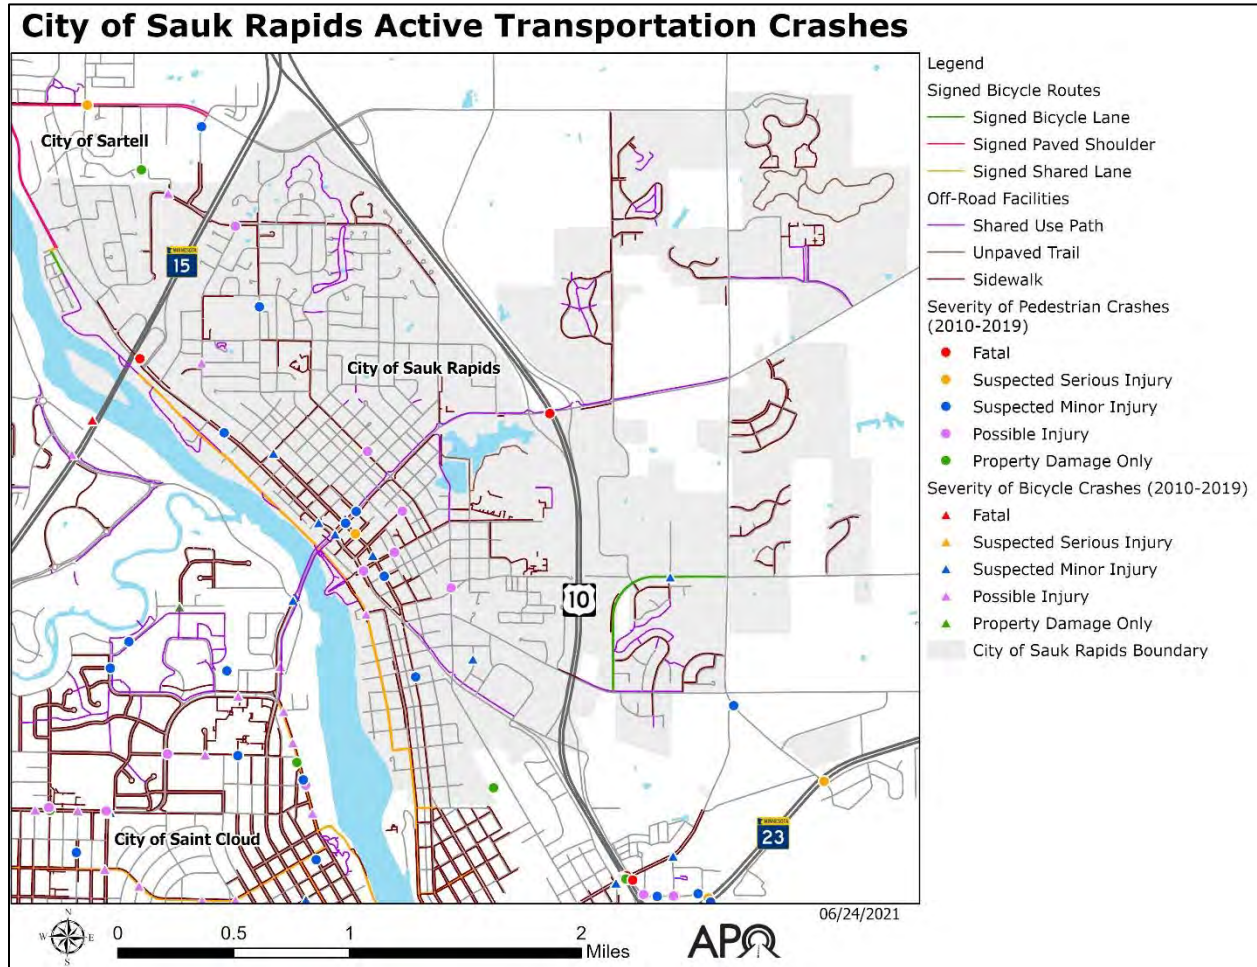 City of Sauk Rapids Active Transportation Crashes
Legend
Signed Bicycle Routes
Signed Bicycle Lane
Signed Paved Shoulder
Signed Shared Lane
Off-Road Facilities
Shared Use Path
Unpaved Trail
Sidewalk
Severity of Pedestrian Crashes
(2010-2019)
Fatal
Suspected Serious Injury
Suspected Minor Injury
Possible Injury
Property Damage Only
Severity of Bicycle Crashes (2010-2019)
Fatal
Suspected Serious Injury
Suspected Minor Injury
Possible Injury
Property Damage Only
City of Sauk Rapids Boundary
City of Sartell
MINNESOTA
15
City of Sauk Rapids
10
MINNESOTA
23
City of Saint Cloud
06/24/2021
N
W E
S
0 0.5 1 2
Miles
APO